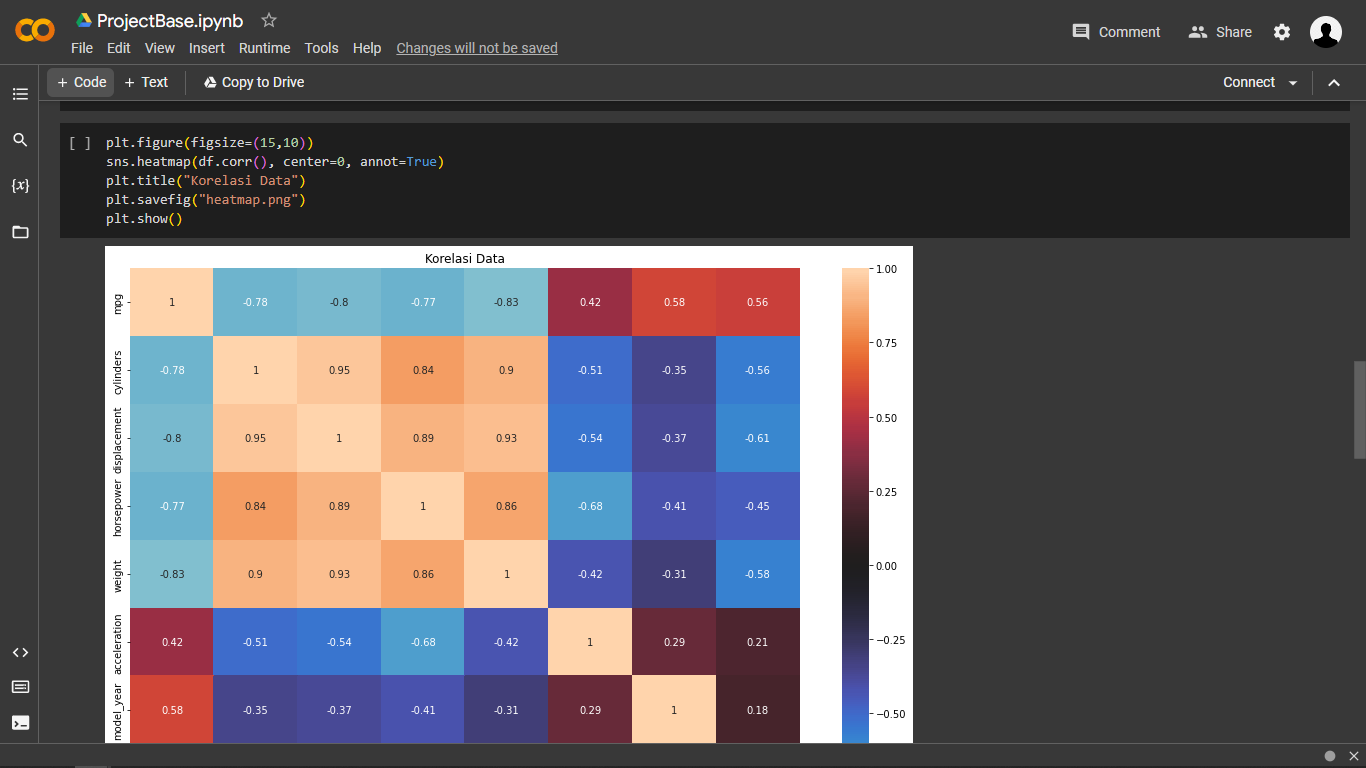 ProjectBase.ipynb
File Edit View Insert Runtime Tools Help Changes will not be saved
Comment Share
+ Code + Text Copy to Drive
Connect
{x}
[ ] plt.figure(figsize=(15,10))
sns.heatmap(df.corr(), center=0, annot=True)
plt.title("Korelasi Data")
plt.savefig("heatmap.png")
plt.show()
Korelasi Data
mpg 1 -0.78 -0.8 -0.77 -0.83 0.42 0.58 0.56
cylinders -0.78 1 0.95 0.84 0.9 -0.51 -0.35 -0.56
displacement -0.8 0.95 1 0.89 0.93 -0.54 -0.37 -0.61
horsepower -0.77 0.84 0.89 1 0.86 -0.68 -0.41 -0.45
weight -0.83 0.9 0.93 0.86 1 -0.42 -0.31 -0.58
acceleration 0.42 -0.51 -0.54 -0.68 -0.42 1 0.29 0.21
model_year 0.58 -0.35 -0.37 -0.41 -0.31 0.29 1 0.18
1.00
0.75
0.50
0.25
0.00
−0.25
−0.50